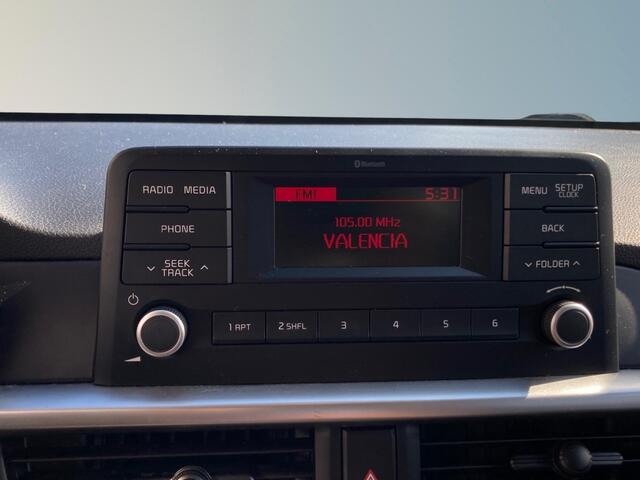 Bluetooth
RADIO MEDIA
FM1 5:31
MENU SETUP
CLOCK
105.00 MHz
PHONE
VALENCIA
BACK
SEEK
TRACK
FOLDER
1 RPT 2 SHFL 3 4 5 6